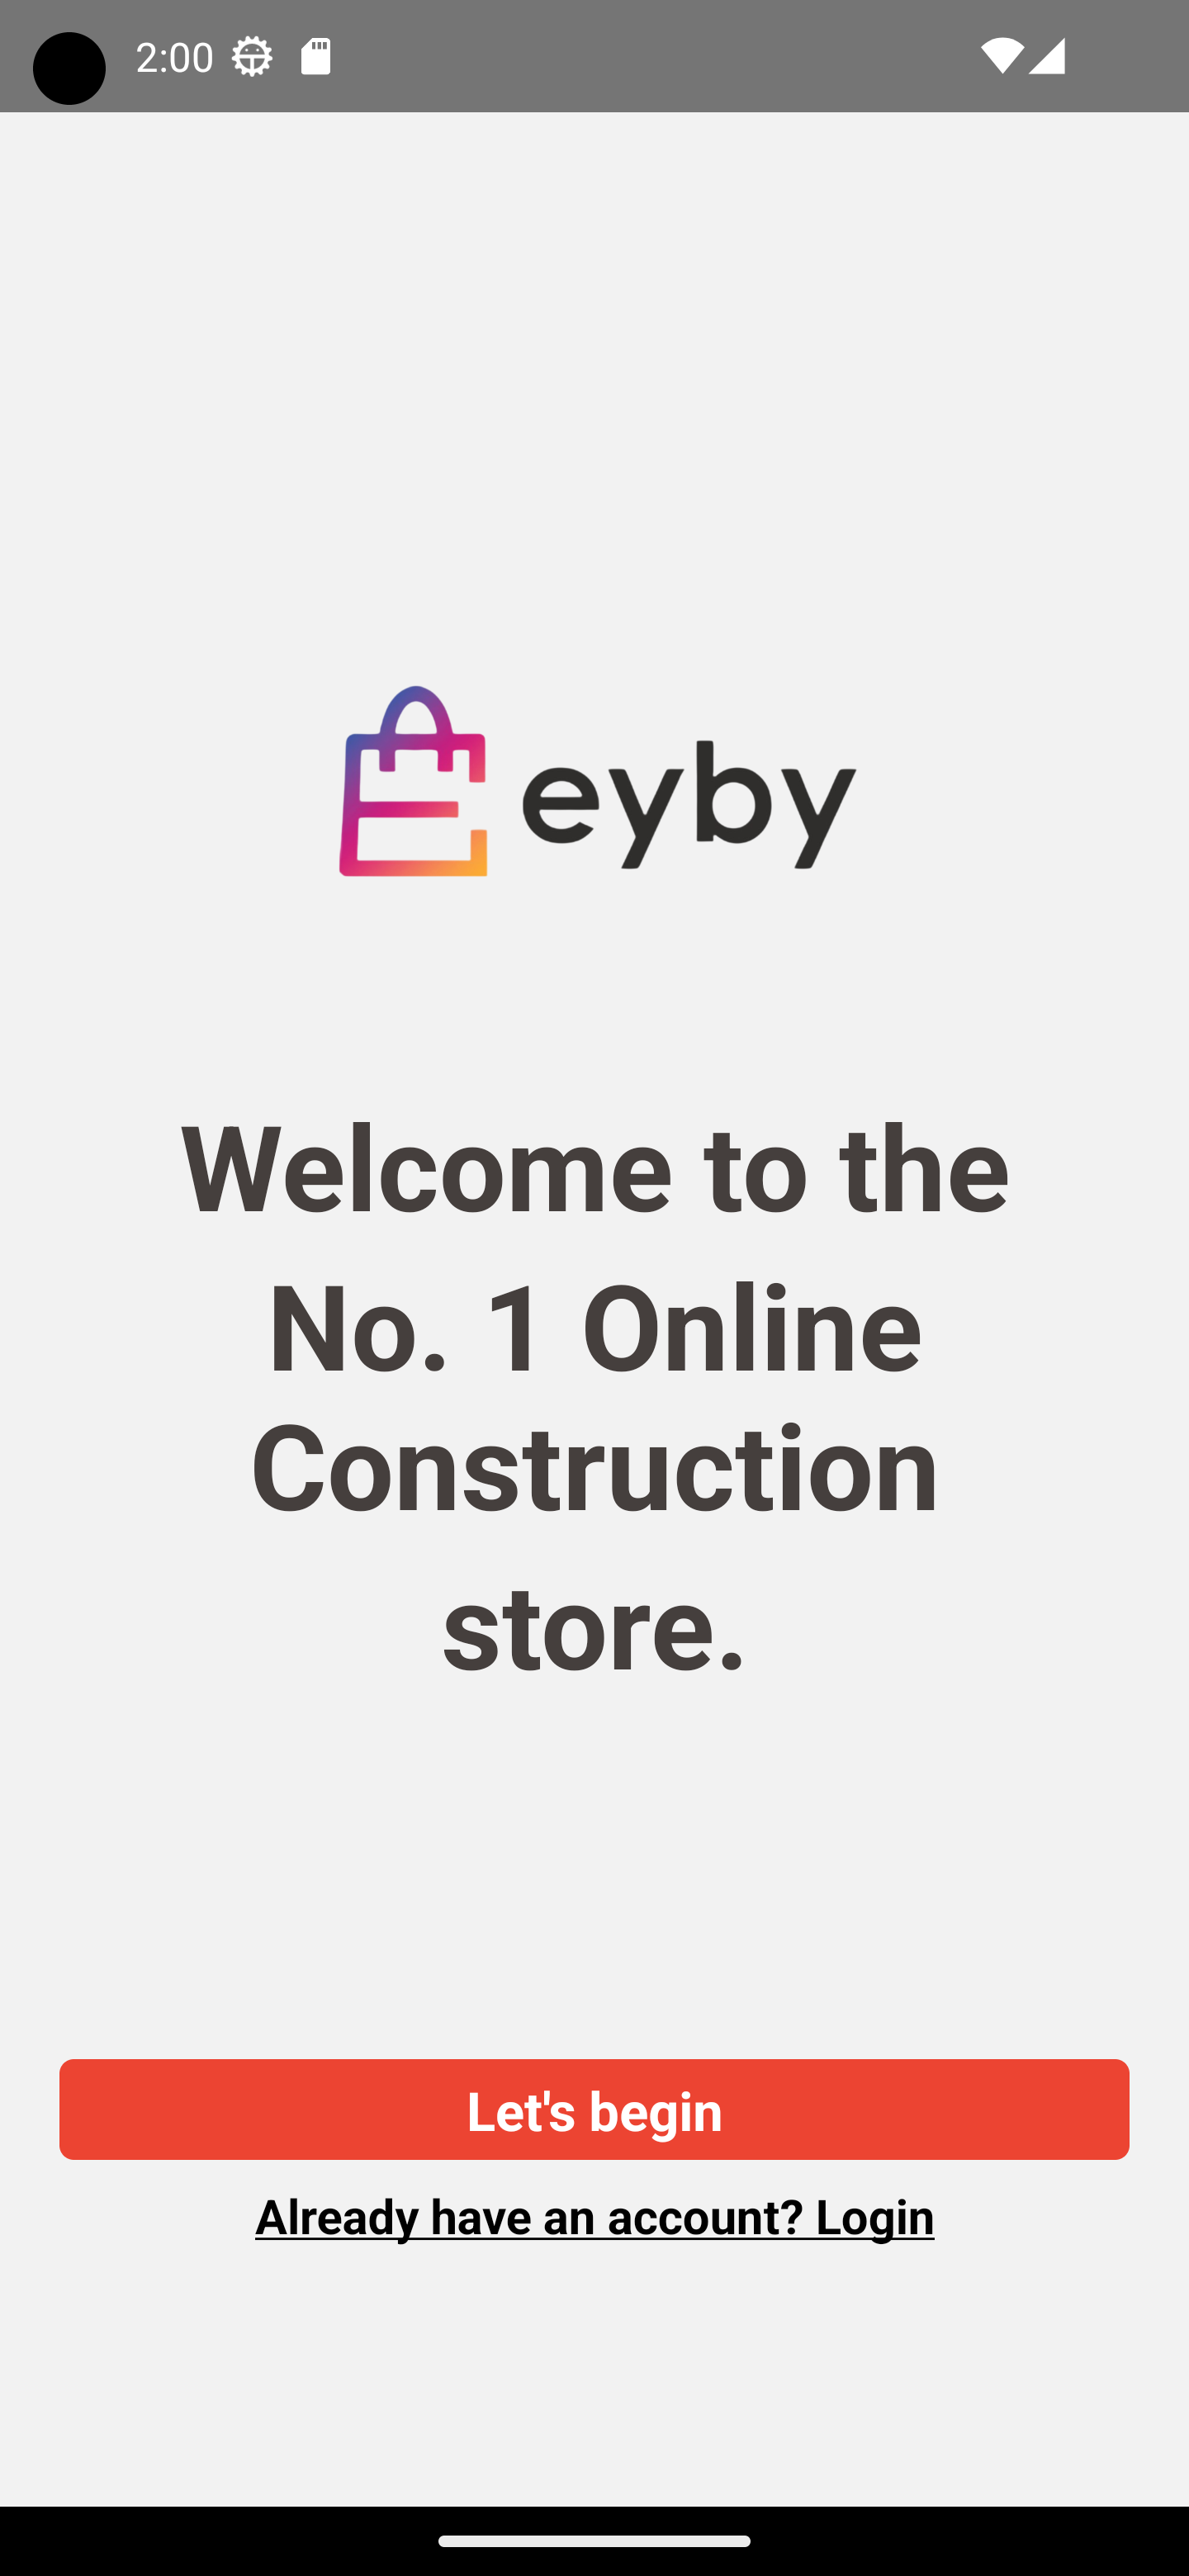 2:00
eyby
Welcome to the
No. 1 Online
Construction
store.
Let's begin
Already have an account? Login